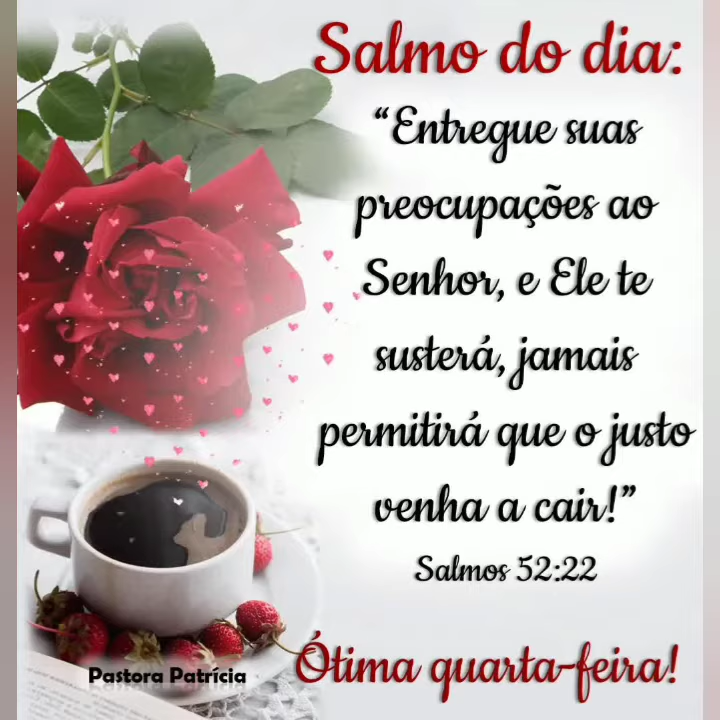 Salmo do dia:
“Entregue suas
preocupações ao
Senhor, e Ele te
susterá, jamais
permitirá que o justo
venha a cair!”
Salmos 52:22
Ótima quarta-feira!
Pastora Patrícia